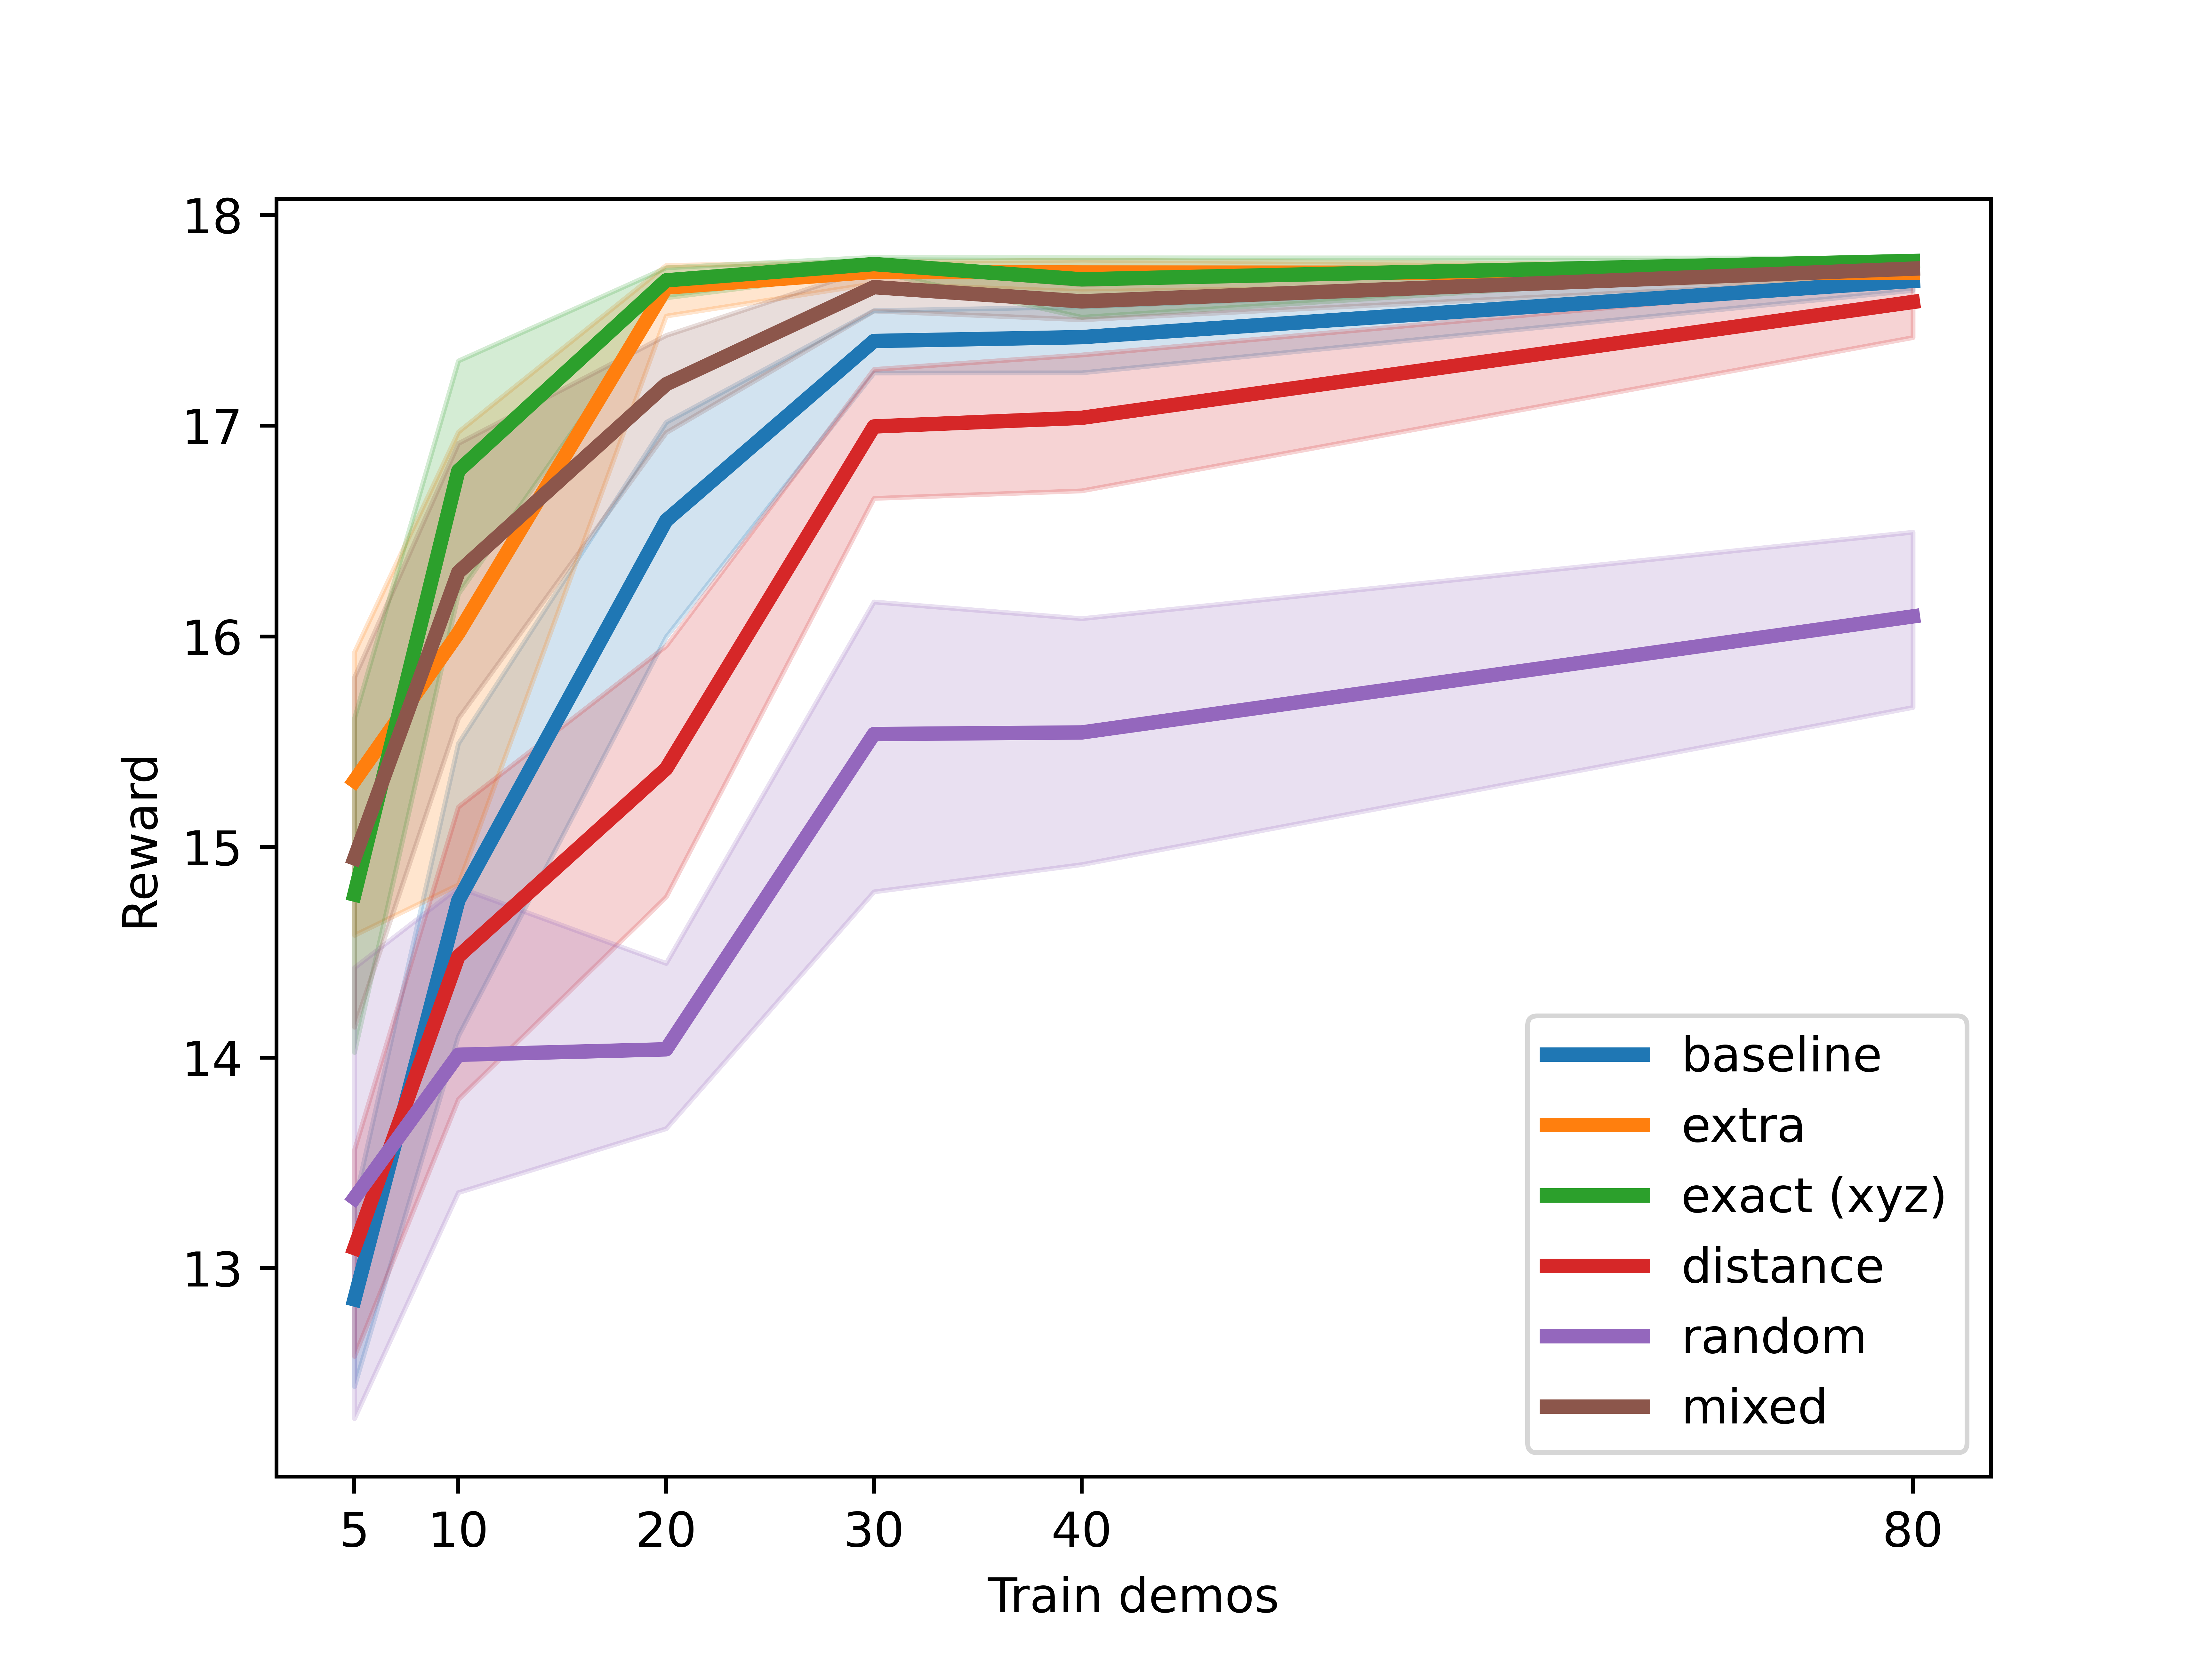 18
17
16
15
14
13
Reward
5 10 20 30 40 80
Train demos
baseline
extra
exact (xyz)
distance
random
mixed